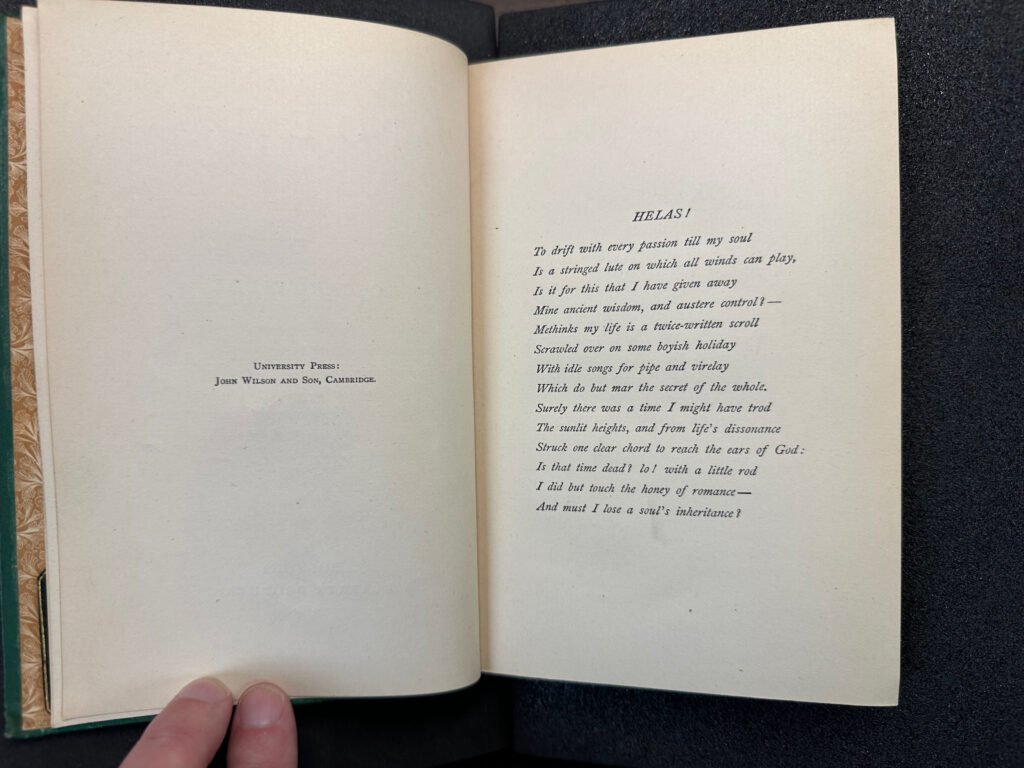 University Press:
John Wilson and Son, Cambridge.
HELAS!
To drift with every passion till my soul
Is a stringed lute on which all winds can play,
Is it for this that I have given away
Mine ancient wisdom, and austere control? —
Methinks my life is a twice-written scroll
Scrawled over on some boyish holiday
With idle songs for pipe and virelay
Which do but mar the secret of the whole.
Surely there was a time I might have trod
The sunlit heights, and from life's dissonance
Struck one clear chord to reach the ears of God:
Is that time dead? lo! with a little rod
I did but touch the honey of romance —
And must I lose a soul's inheritance?